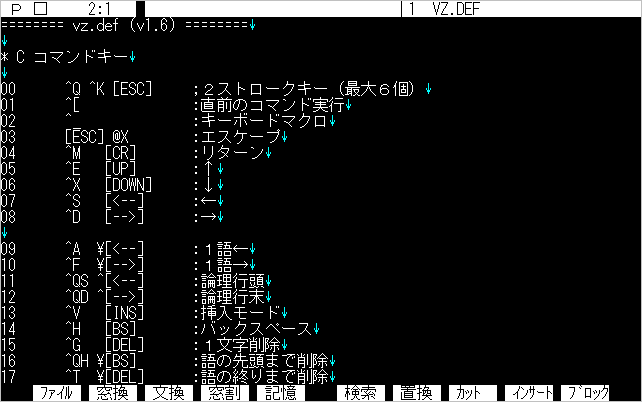 P □ 2:1 1 VZ.DEF
======== vz.def (v1.6) ========↓
↓
* C コマンドキー↓
↓
00 ^Q ^K [ESC] ;２ストロークキー (最大６個) ↓
01 ^[ :直前のコマンド実行↓
02 ^_ :キーボードマクロ↓
03 [ESC] @X :エスケープ↓
04 ^M [CR] :リターン↓
05 ^E [UP] :↑↓
06 ^X [DOWN] :↓↓
07 ^S [<--] :←↓
08 ^D [-->] :→↓
↓
09 ^A ¥[<--] :１語←↓
10 ^F ¥[-->] :１語→↓
11 ^QS ^[<--] :論理行頭↓
12 ^QD ^[-->] :論理行末↓
13 ^V [INS] :挿入モード↓
14 ^H [BS] :バックスペース↓
15 ^G [DEL] :１文字削除↓
16 ^QH ¥[BS] :語の先頭まで削除↓
17 ^T ¥[DEL] :語の終りまで削除↓
ﾌｧｲﾙ 窓換 文換 窓割 記憶 検索 置換 ｶｯﾄ ｲﾝｻｰﾄ ﾌﾞﾛｯｸ